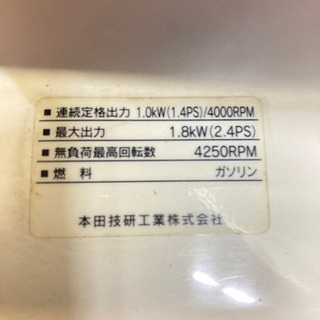 ■ 連続定格出力 1.0kW(1.4PS)/4000RPM
■ 最大出力 1.8kW(2.4PS)
■ 無負荷最高回転数 4250RPM
■ 燃料 ガソリン
本田技研工業株式会社